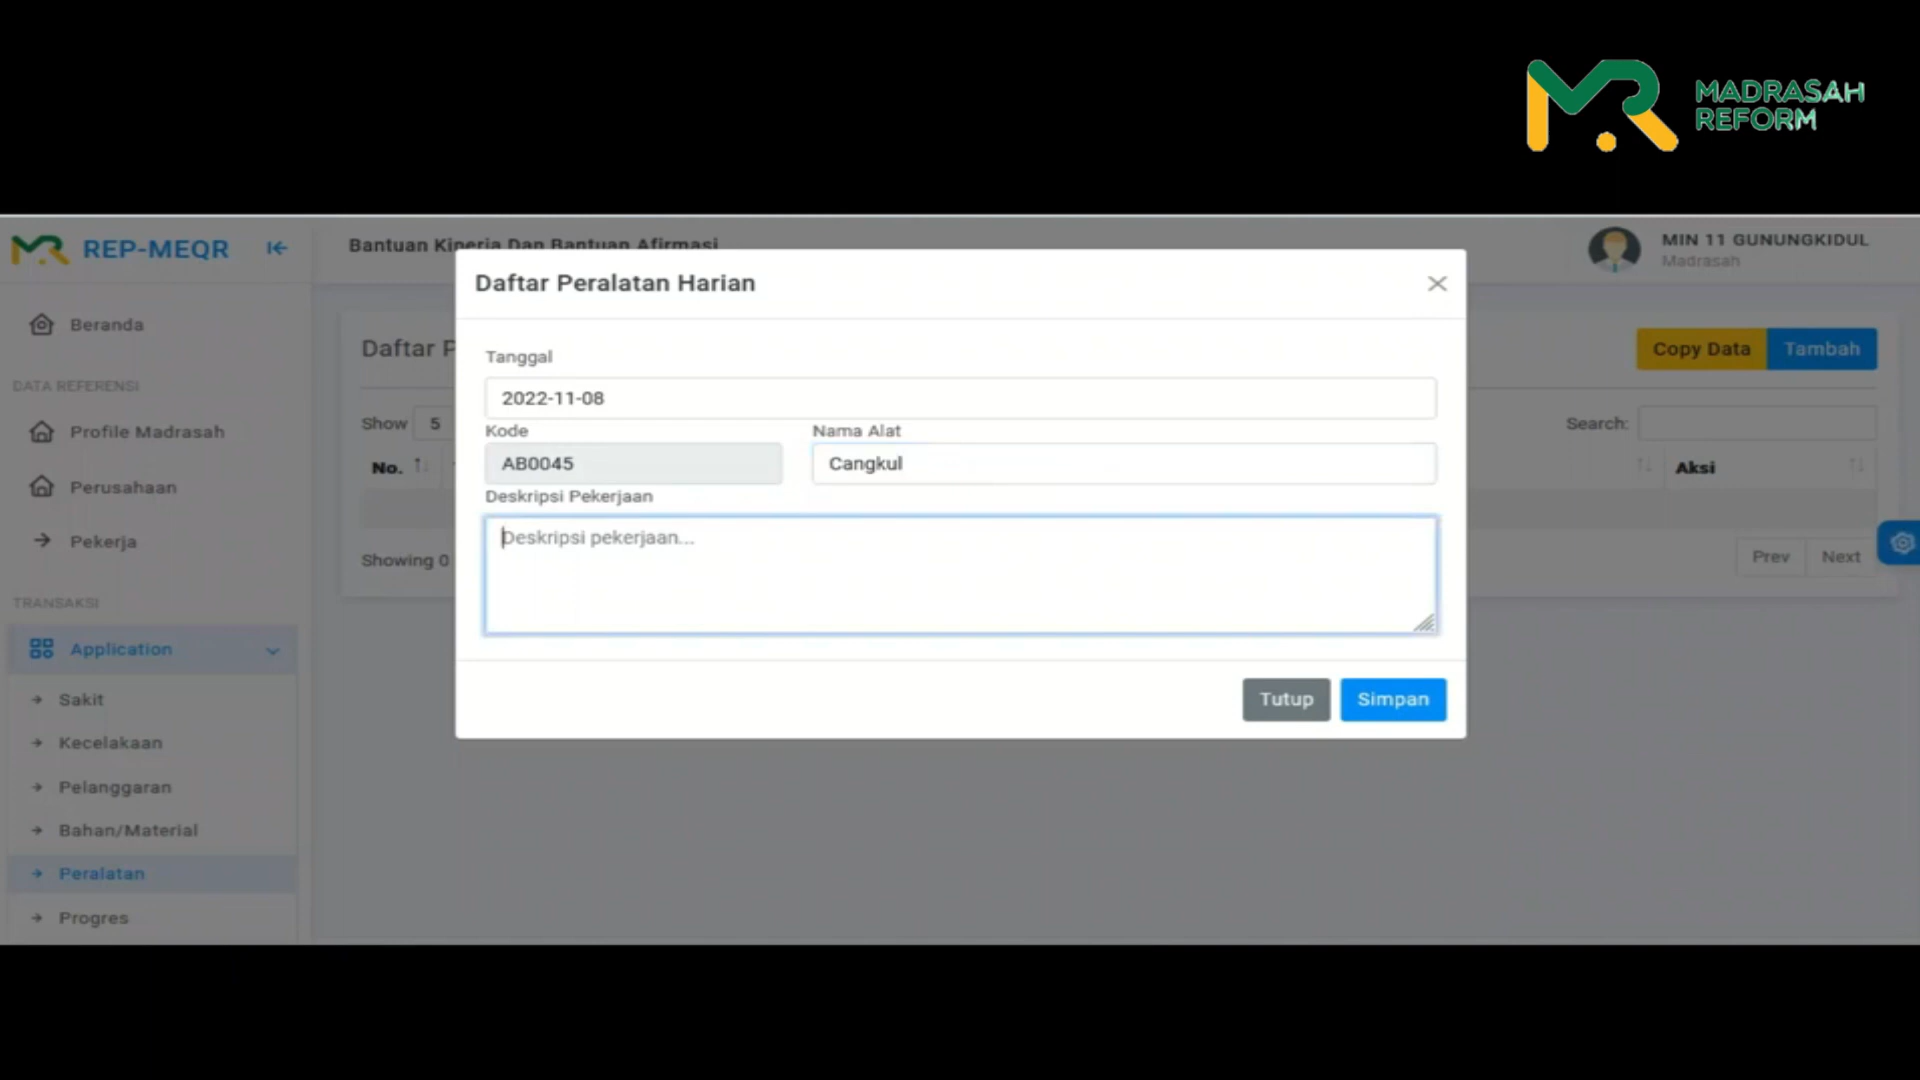 MADRASAH
REFORM
REP-MEQR
Bantuan Kinerja Dan Bantuan Afirmasi
MIN 11 GUNUNGKIDUL
Madrasah
Beranda
DATA REFERENSI
Profile Madrasah
Perusahaan
Pekerja
TRANSAKSI
Application
Sakit
Kecelakaan
Pelanggaran
Bahan/Material
Peralatan
Progres
Daftar P
Copy Data
Tambah
Show 5
Search:
No.
Aksi
Showing 0
Prev
Next
Daftar Peralatan Harian
Tanggal
2022-11-08
Kode
Nama Alat
AB0045
Cangkul
Deskripsi Pekerjaan
Deskripsi pekerjaan...
Tutup
Simpan